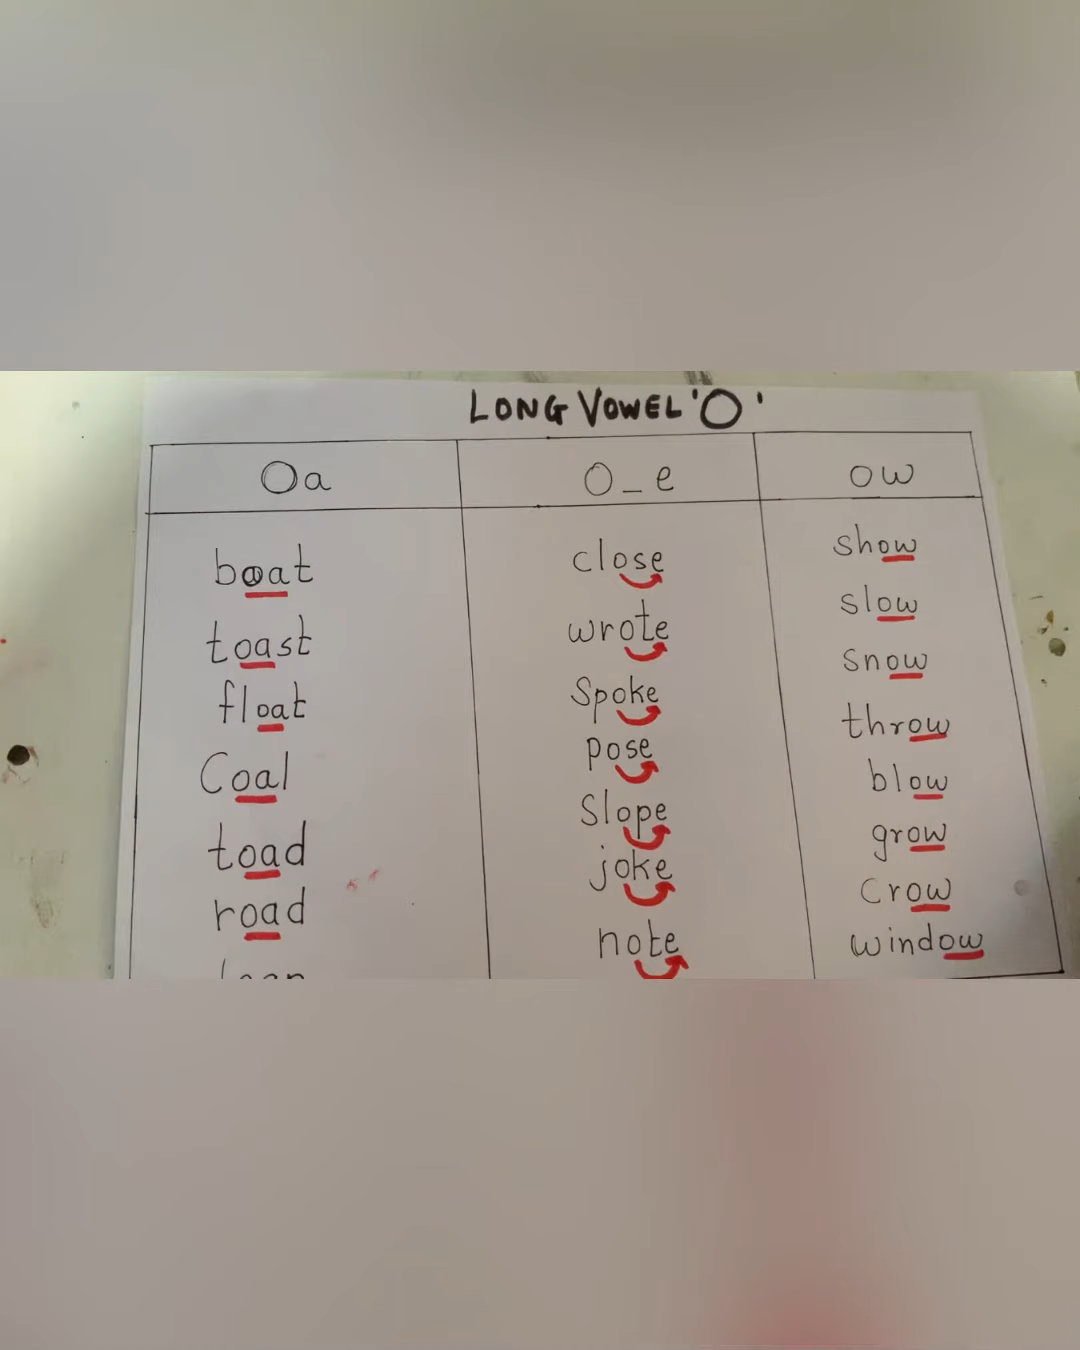 LONG VOWEL 'O'
Oa O_e ow
boat close show
toast wrote slow
float Spoke snow
Coal pose throw
toad Slope blow
road joke grow
note crow
window